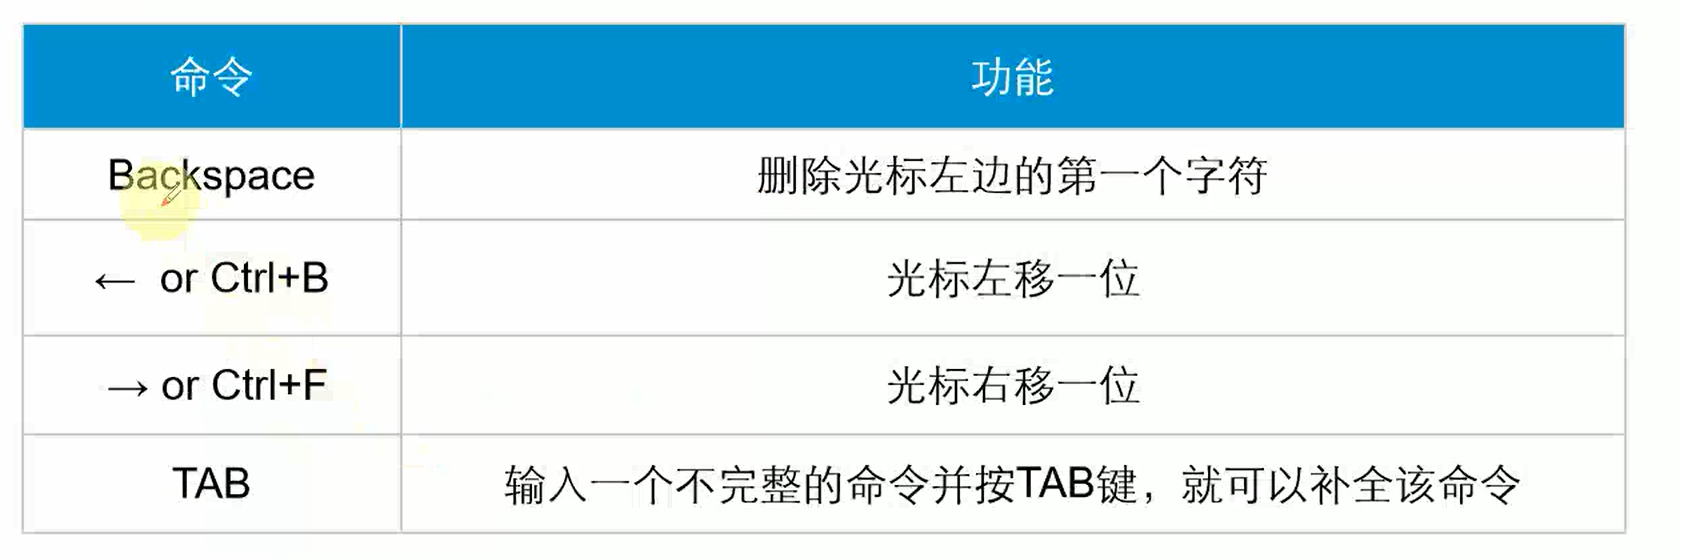 命令 功能
Backspace 删除光标左边的第一个字符
← or Ctrl+B 光标左移一位
→ or Ctrl+F 光标右移一位
TAB 输入一个不完整的命令并按TAB键，就可以补全该命令